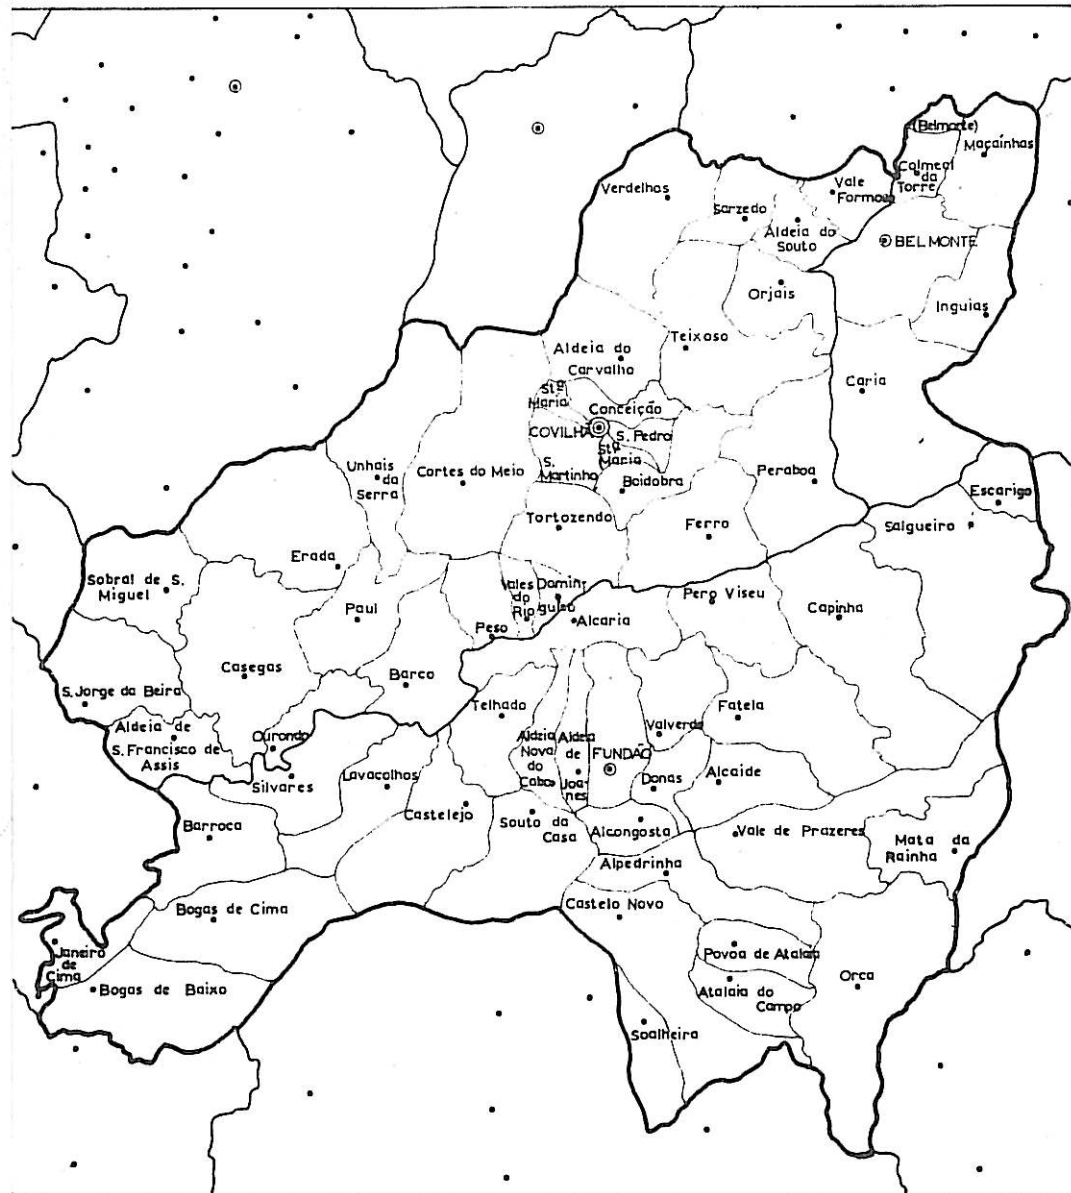 (Belmonte)
Maçaínhas
Colmeal
da
Torre
Verdelhos
Vale
Formoso
Sarzedo
Aldeia do
Souto
BELMONTE
Orjais
Inguias
Teixoso
Aldeia do
Carvalho
Caria
Stª
Maria
Conceição
COVILHÃ
S. Pedro
Stª
Maria
S.
Martinho
Unhais
da
Serra
Cortes do Meio
Boidobra
Peraboa
Escarigo
Tortozendo
Ferro
Salgueiro
Erada
Sobral de S.
Miguel
Vales
do
Rio
Domin-
guiso
Pero Viseu
Paul
Capinha
Peso
Alcaria
Casegas
Barco
S. Jorge da Beira
Telhado
Fatela
Aldeia de
S. Francisco de
Assis
Ourondo
Valverde
Aldeia
Nova
do
Cabo
Aldeia
de
Joa-
nes
FUNDÃO
Silvares
Lavacolhos
Donas
Alcaide
Castelejo
Souto da
Casa
Barroca
Alcongosta
Vale de Prazeres
Mata da
Rainha
Alpedrinha
Bogas de Cima
Castelo Novo
Janeiro
de
Cima
Povoa de Atalaia
Bogas de Baixo
Atalaia do
Campo
Orca
Soalheira